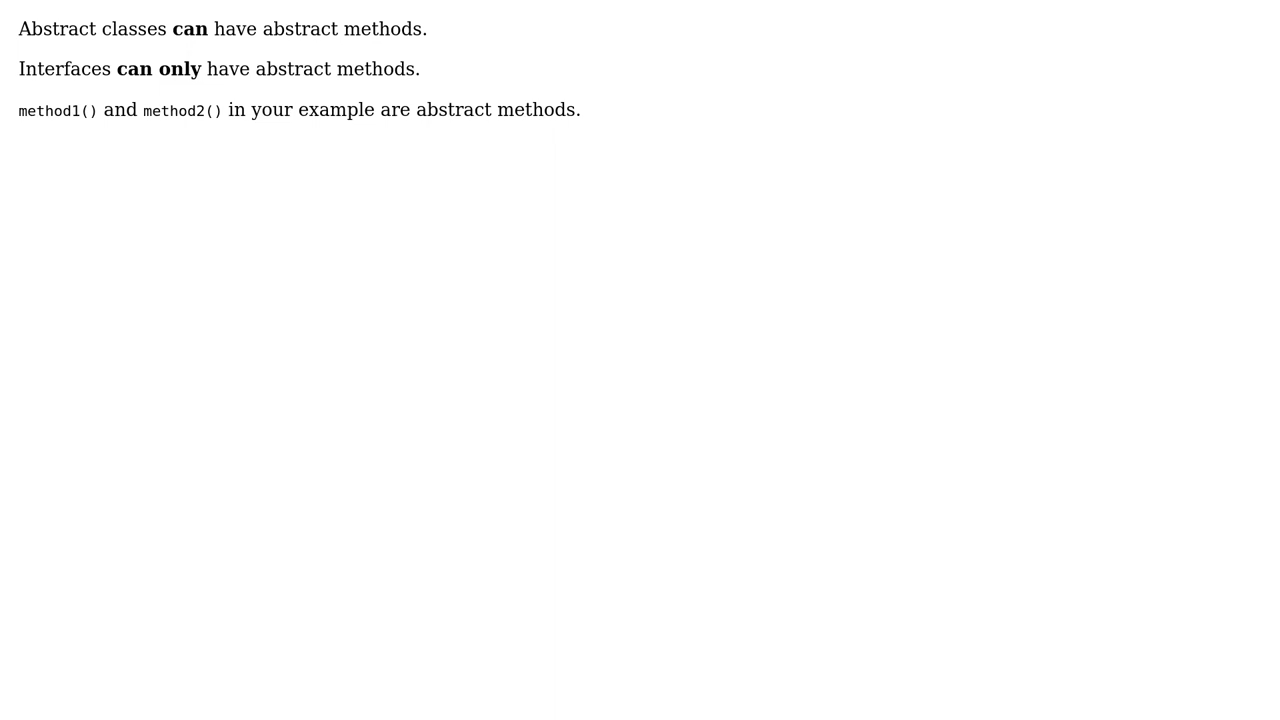 Abstract classes can have abstract methods.
Interfaces can only have abstract methods.
method1() and method2() in your example are abstract methods.